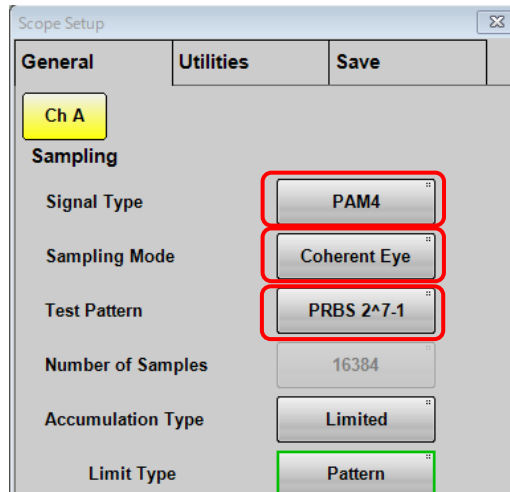 Scope Setup
General Utilities Save
Ch A
Sampling
Signal Type PAM4
Sampling Mode Coherent Eye
Test Pattern PRBS 2^7-1
Number of Samples 16384
Accumulation Type Limited
Limit Type Pattern